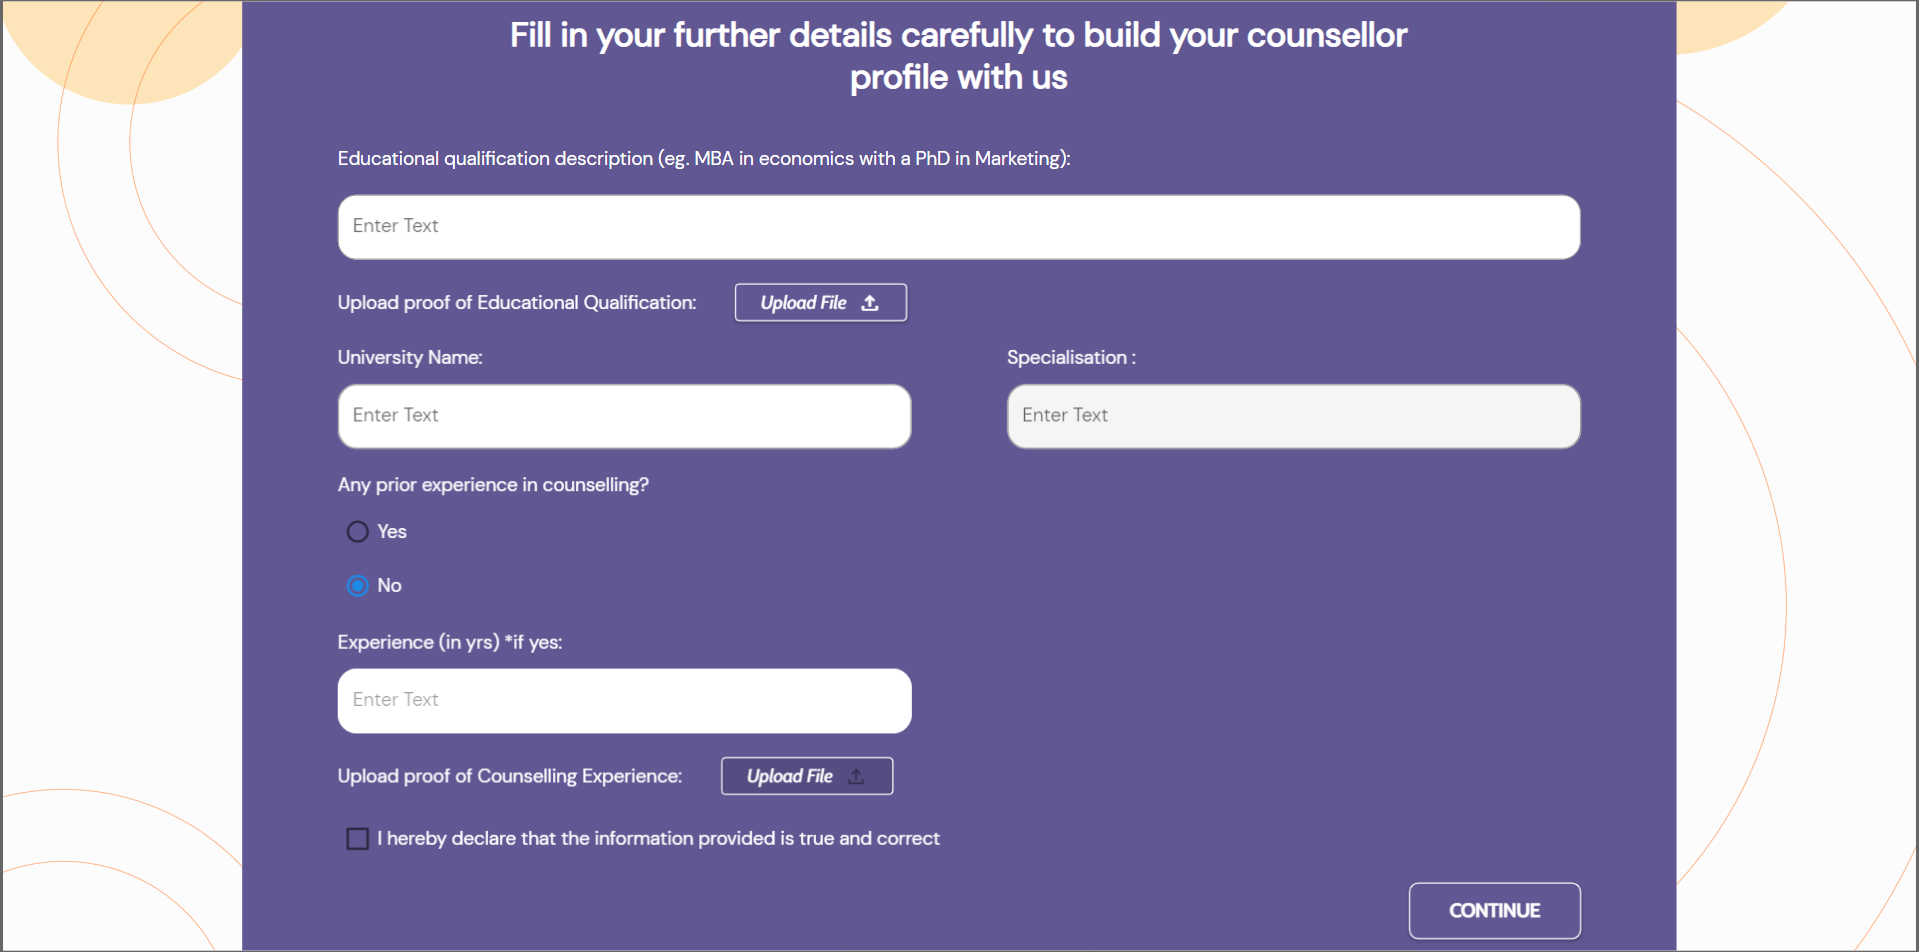 Fill in your further details carefully to build your counsellor
profile with us
Educational qualification description (eg. MBA in economics with a PhD in Marketing):
Enter Text
Upload proof of Educational Qualification:
Upload File
University Name:
Specialisation :
Enter Text
Enter Text
Any prior experience in counselling?
Yes
No
Experience (in yrs) *if yes:
Enter Text
Upload proof of Counselling Experience:
Upload File
I hereby declare that the information provided is true and correct
CONTINUE